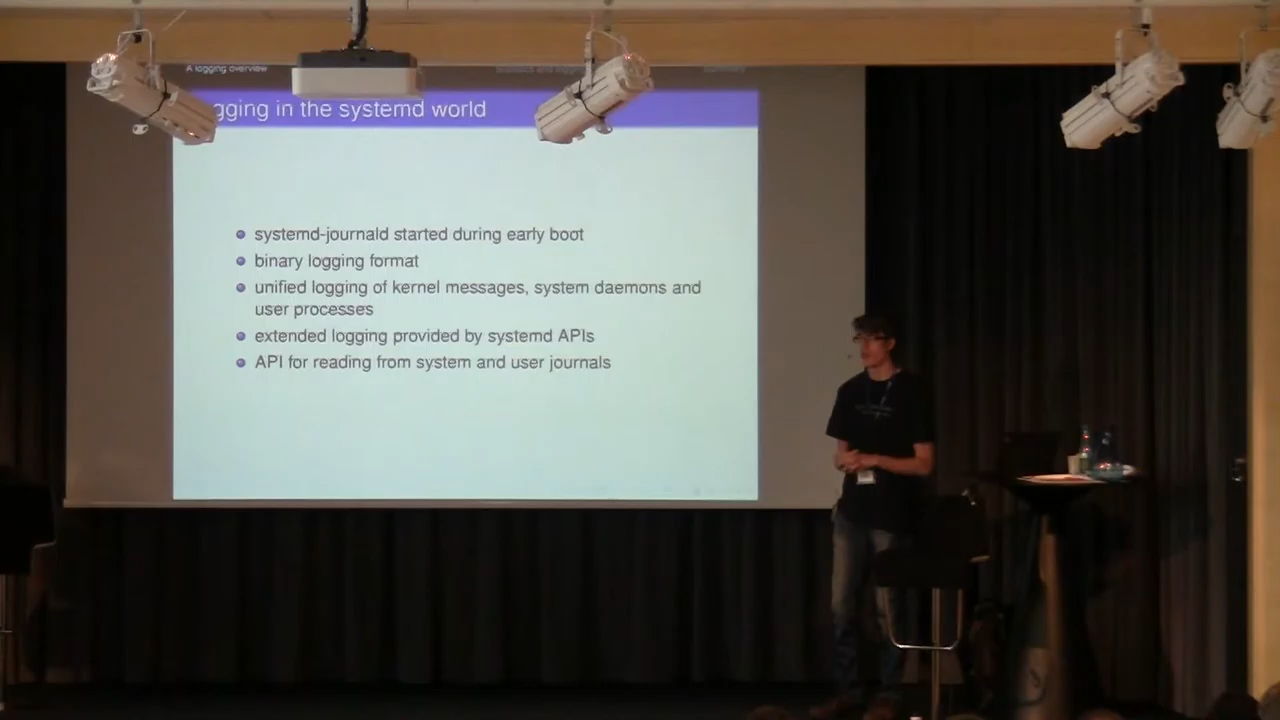 A logging overview
gging in the systemd world
systemd-journald started during early boot
binary logging format
unified logging of kernel messages, system daemons and
user processes
extended logging provided by systemd APIs
API for reading from system and user journals